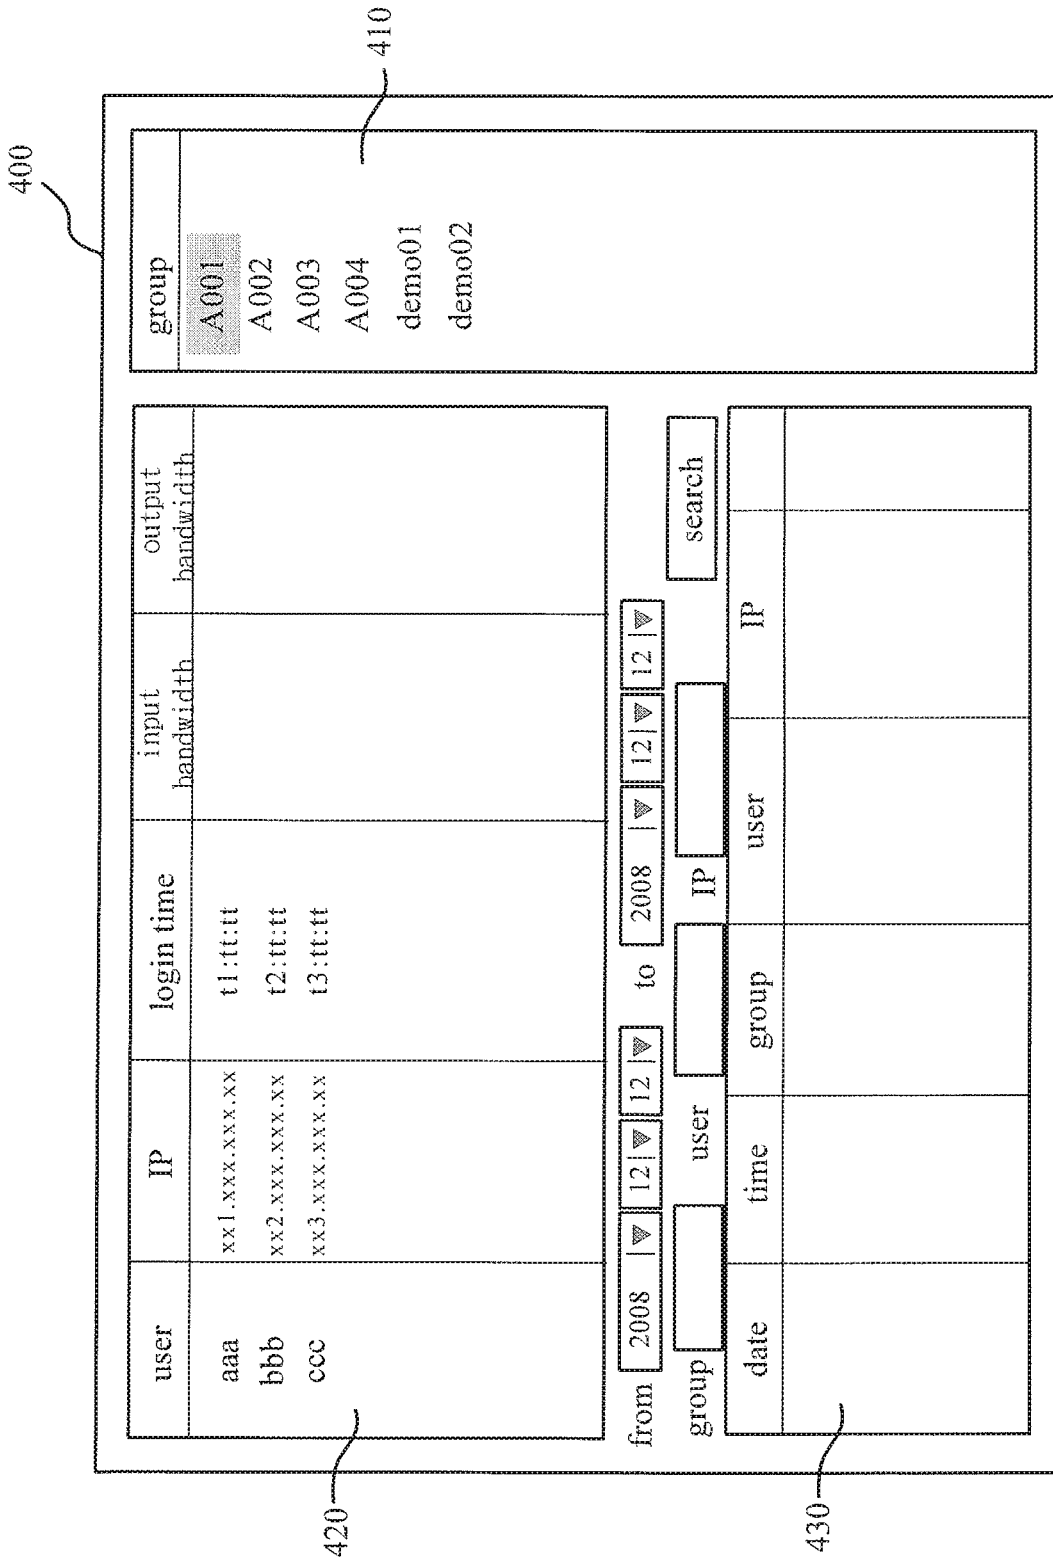 400
user IP login time input bandwidth output bandwidth
aaa xx1.xxx.xxx.xx t1:tt:tt
bbb xx2.xxx.xxx.xx t2:tt:tt
ccc xx3.xxx.xxx.xx t3:tt:tt
420
group
A001
A002
A003
A004
demo01
demo02
410
from 2008 12 12 to 2008 12 12
group user IP search
date time group user IP
430